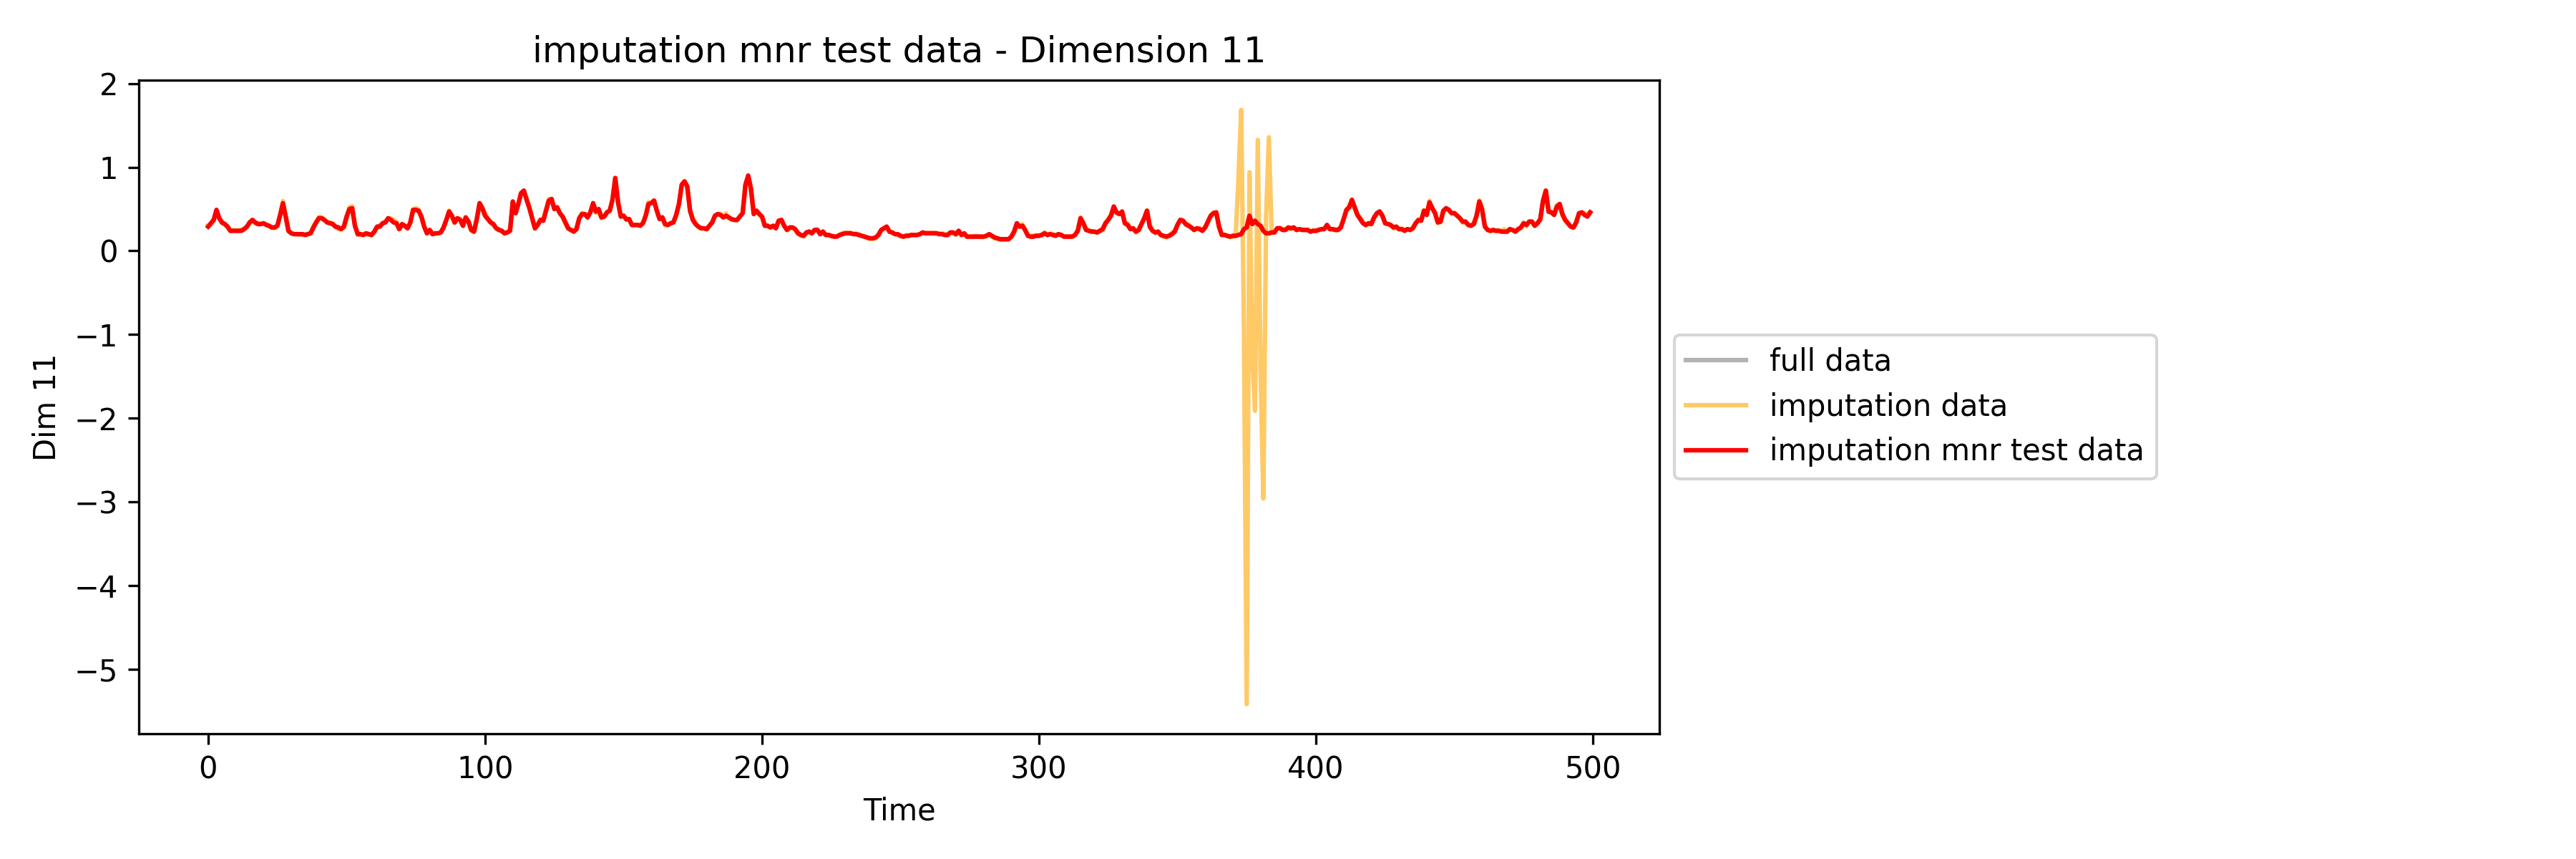 imputation mnr test data - Dimension 11
2
1
0
−1
−2
−3
−4
−5
Dim 11
0 100 200 300 400 500
Time
full data
imputation data
imputation mnr test data